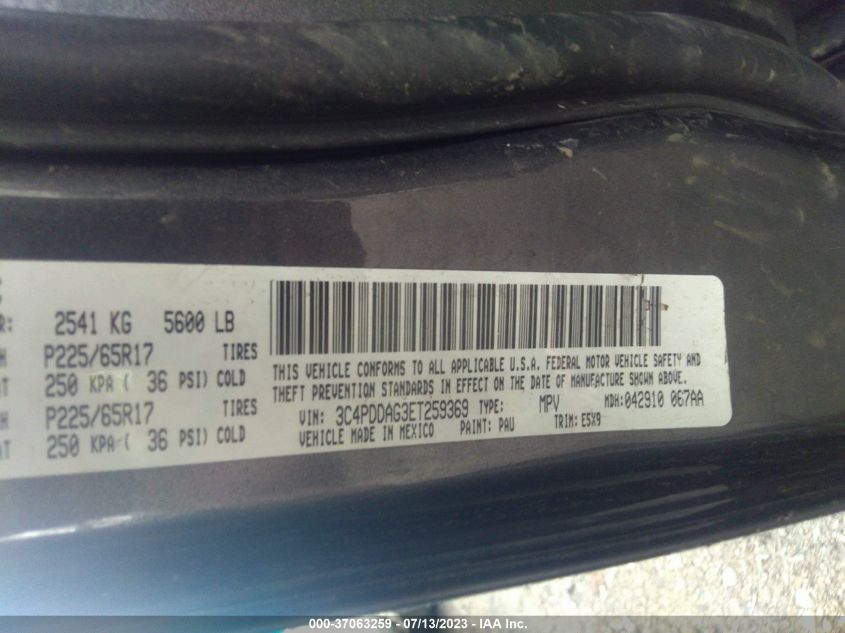 R: 2541 KG 5600 LB
P225/65R17 TIRES
AT 250 KPA ( 36 PSI) COLD
P225/65R17 TIRES
AT 250 KPA ( 36 PSI) COLD
THIS VEHICLE CONFORMS TO ALL APPLICABLE U.S.A. FEDERAL MOTOR VEHICLE SAFETY AND
THEFT PREVENTION STANDARDS IN EFFECT ON THE DATE OF MANUFACTURE SHOWN ABOVE.
VIN: 3C4PDDAG3ET259369 TYPE: MPV MDH:042910 067AA
VEHICLE MADE IN MEXICO PAINT: PAU TRIM: E5X9
000-37063259 - 07/13/2023 - IAA Inc.